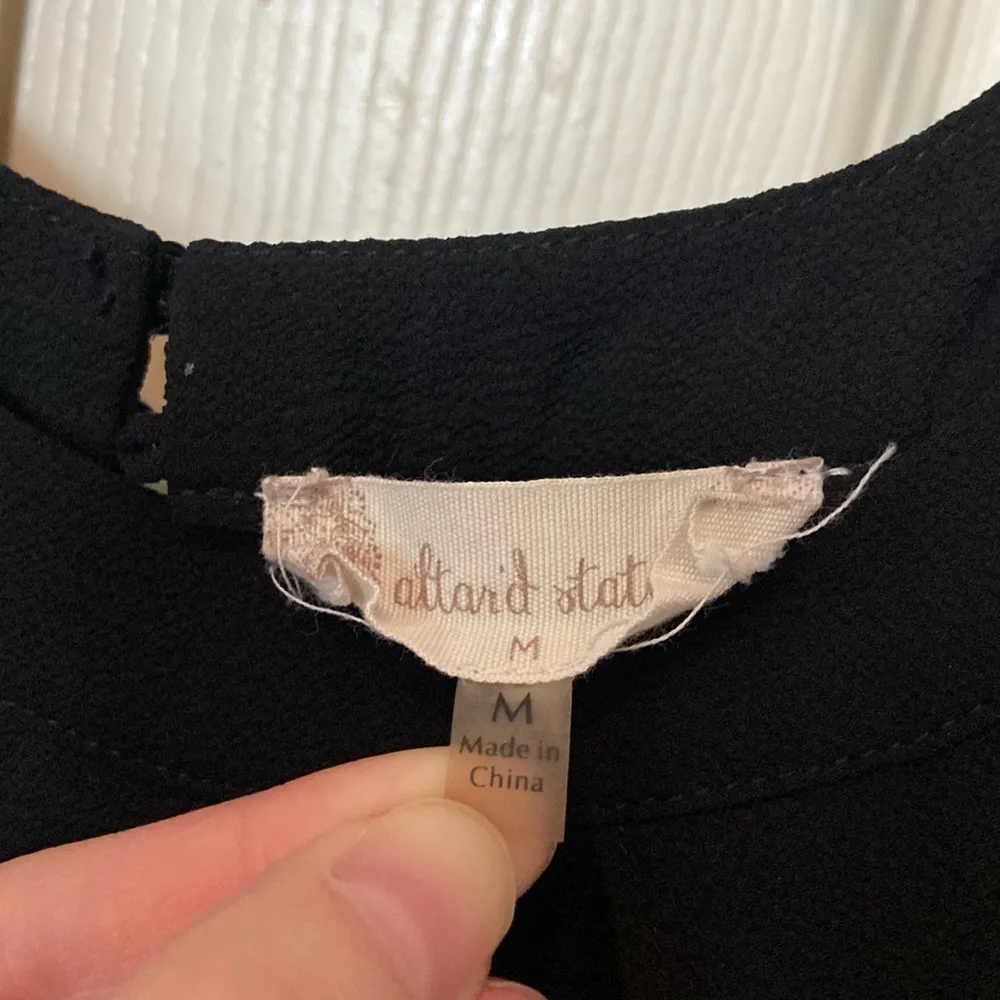 altar'd stat
M
M
Made in
China